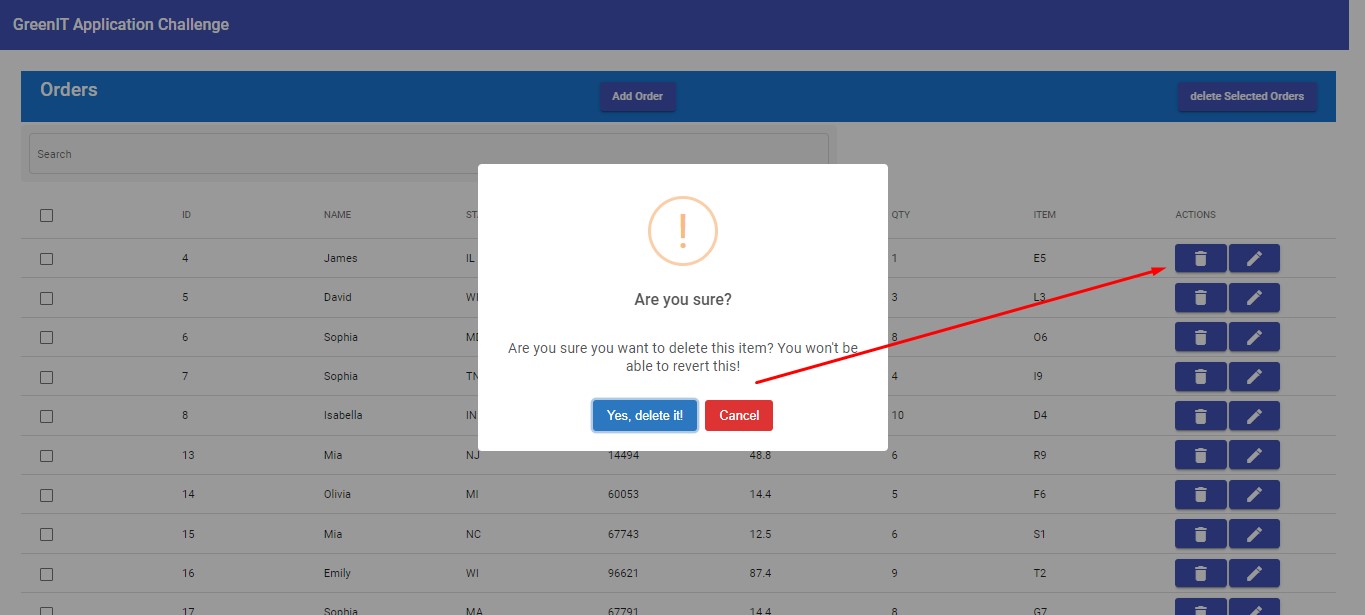 GreenIT Application Challenge
Orders
Add Order
delete Selected Orders
Search
ID NAME QTY ITEM ACTIONS
4 James IL 1 E5
5 David 3 L3
6 Sophia 8 O6
7 Sophia TN 4 I9
8 Isabella IN 10 D4
13 Mia NJ 14494 48.8 6 R9
14 Olivia MI 60053 14.4 5 F6
15 Mia NC 67743 12.5 6 S1
16 Emily WI 96621 87.4 9 T2
17 Sophia MA 67791 14.4 8 G7
!
Are you sure?
Are you sure you want to delete this item? You won't be
able to revert this!
Yes, delete it!
Cancel